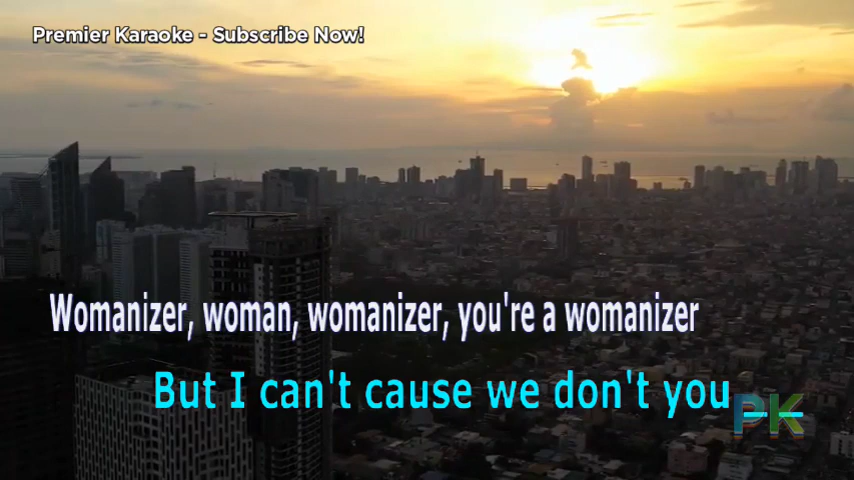 Premier Karaoke - Subscribe Now!
Womanizer, woman, womanizer, you're a womanizer
But I can't cause we don't you
PK